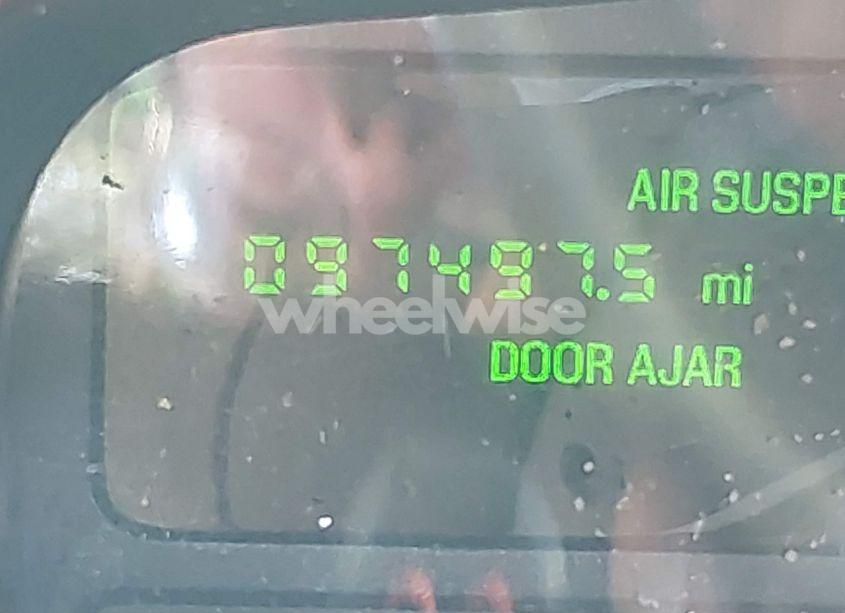 AIR SUSPE
097497.5 mi
wheelwise
DOOR AJAR